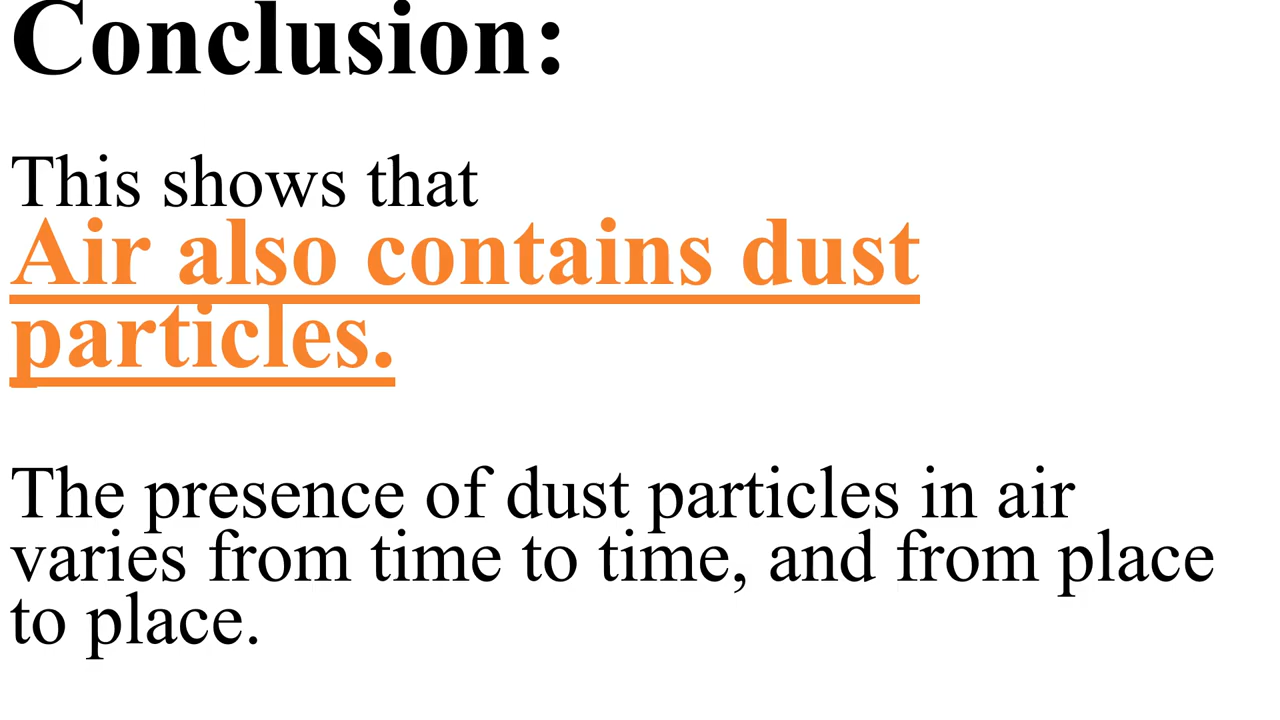 Conclusion:
This shows that
Air also contains dust
particles.
The presence of dust particles in air
varies from time to time, and from place
to place.